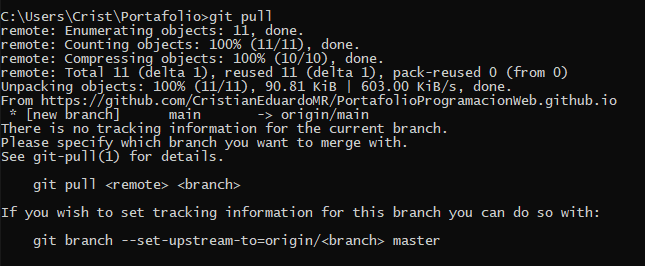 C:\Users\Crist\Portafolio>git pull
remote: Enumerating objects: 11, done.
remote: Counting objects: 100% (11/11), done.
remote: Compressing objects: 100% (10/10), done.
remote: Total 11 (delta 1), reused 11 (delta 1), pack-reused 0 (from 0)
Unpacking objects: 100% (11/11), 90.81 KiB | 603.00 KiB/s, done.
From https://github.com/CristianEduardoMR/PortafolioProgramacionWeb.github.io
 * [new branch]      main       -> origin/main
There is no tracking information for the current branch.
Please specify which branch you want to merge with.
See git-pull(1) for details.

    git pull <remote> <branch>

If you wish to set tracking information for this branch you can do so with:

    git branch --set-upstream-to=origin/<branch> master